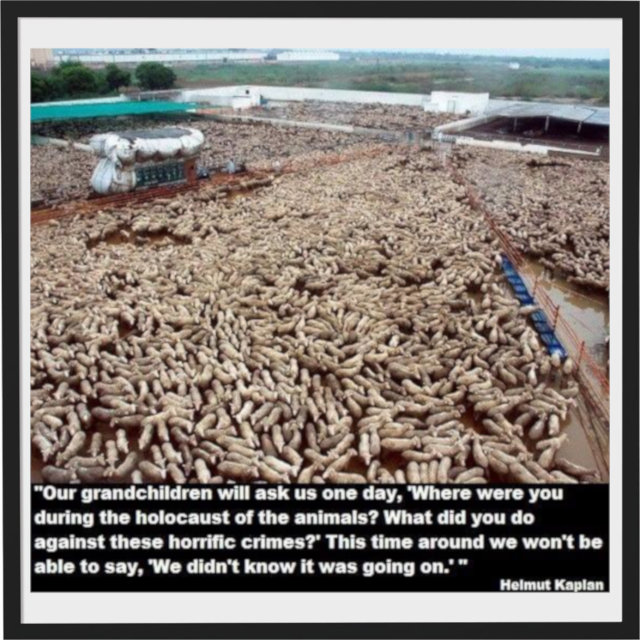 "Our grandchildren will ask us one day, 'Where were you
during the holocaust of the animals? What did you do
against these horrific crimes?' This time around we won't be
able to say, 'We didn't know it was going on.' "
Helmut Kaplan